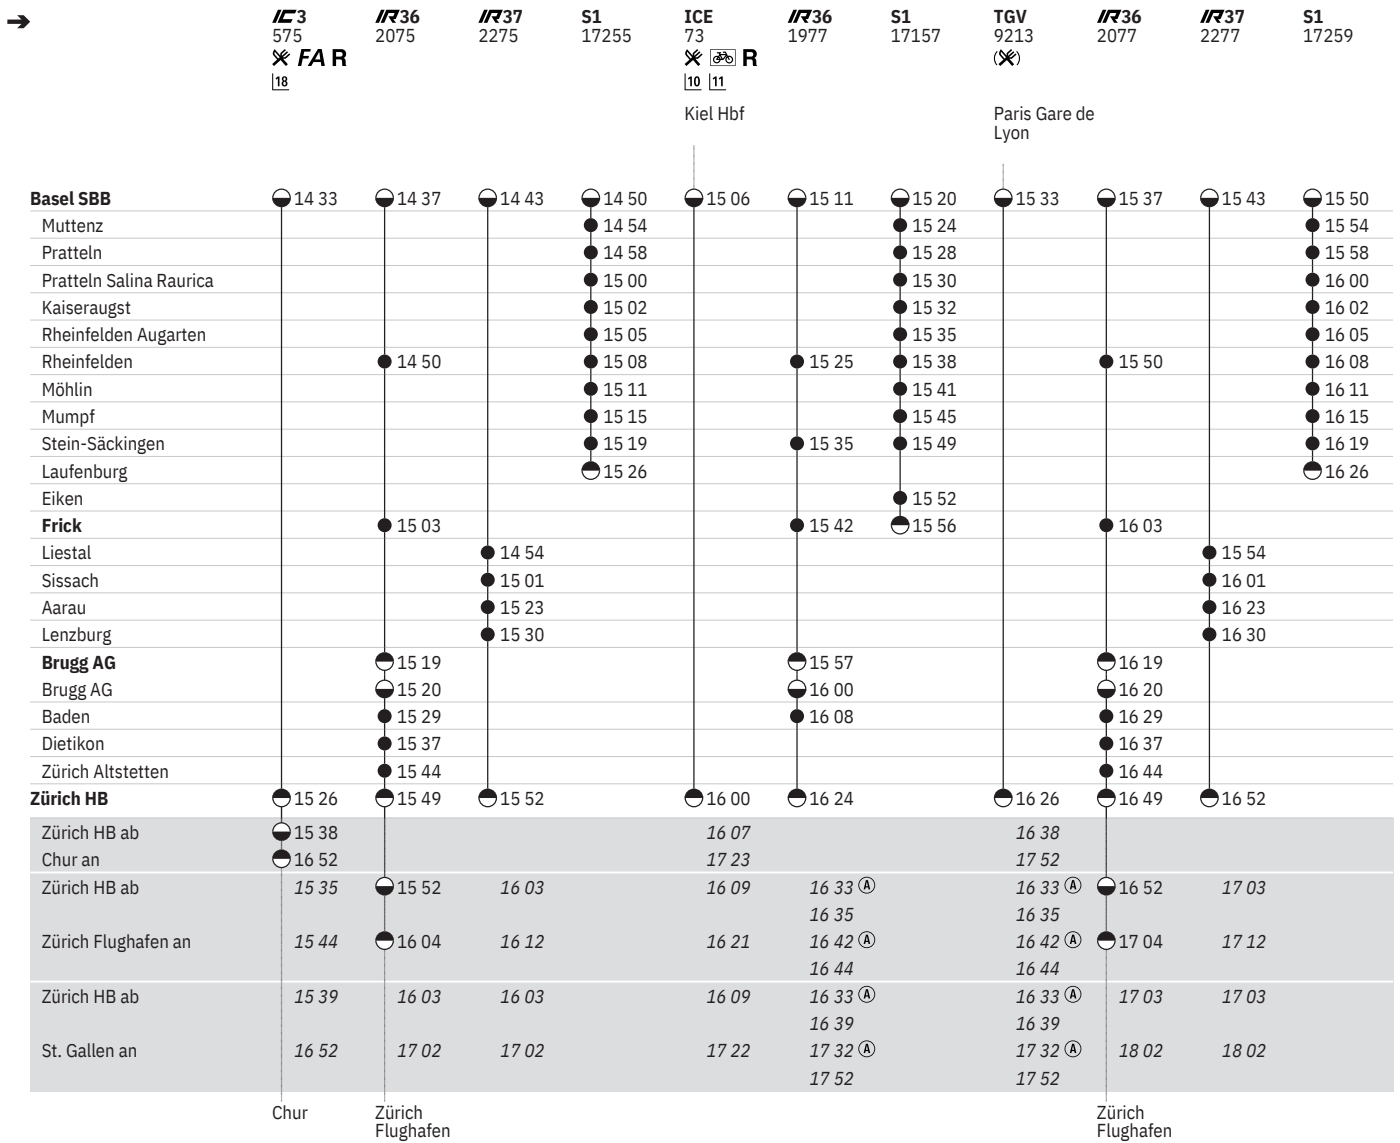 ➔ IC3 IR36 IR37 S1 ICE IR36 S1 TGV IR36 IR37 S1
575 2075 2275 17255 73 1977 17157 9213 2077 2277 17259
FA R R
18 10 11
Kiel Hbf Paris Gare de
Lyon
Basel SBB 14 33 14 37 14 43 14 50 15 06 15 11 15 20 15 33 15 37 15 43 15 50
Muttenz 14 54 15 24 15 54
Pratteln 14 58 15 28 15 58
Pratteln Salina Raurica 15 00 15 30 16 00
Kaiseraugst 15 02 15 32 16 02
Rheinfelden Augarten 15 05 15 35 16 05
Rheinfelden 14 50 15 08 15 25 15 38 15 50 16 08
Möhlin 15 11 15 41 16 11
Mumpf 15 15 15 45 16 15
Stein-Säckingen 15 19 15 35 15 49 16 19
Laufenburg 15 26 16 26
Eiken 15 52
Frick 15 03 15 42 15 56 16 03
Liestal 14 54 15 54
Sissach 15 01 16 01
Aarau 15 23 16 23
Lenzburg 15 30 16 30
Brugg AG 15 19 15 57 16 19
Brugg AG 15 20 16 00 16 20
Baden 15 29 16 08 16 29
Dietikon 15 37 16 37
Zürich Altstetten 15 44 16 44
Zürich HB 15 26 15 49 15 52 16 00 16 24 16 26 16 49 16 52
Zürich HB ab 15 38 16 07 16 38
Chur an 16 52 17 23 17 52
Zürich HB ab 15 35 15 52 16 03 16 09 16 33 Ⓐ 16 33 Ⓐ 16 52 17 03
16 35 16 35
Zürich Flughafen an 15 44 16 04 16 12 16 21 16 42 Ⓐ 16 42 Ⓐ 17 04 17 12
16 44 16 44
Zürich HB ab 15 39 16 03 16 03 16 09 16 33 Ⓐ 16 33 Ⓐ 17 03 17 03
16 39 16 39
St. Gallen an 16 52 17 02 17 02 17 22 17 32 Ⓐ 17 32 Ⓐ 18 02 18 02
17 52 17 52
Chur Zürich Zürich
Flughafen Flughafen